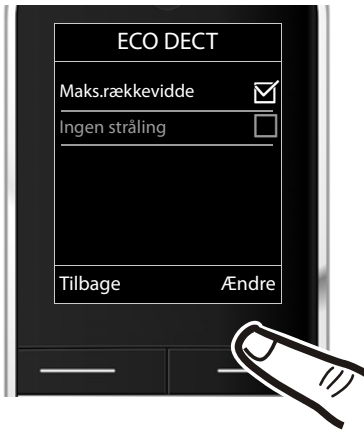 ECO DECT
Maks.rækkevidde
Ingen stråling
Tilbage Ændre